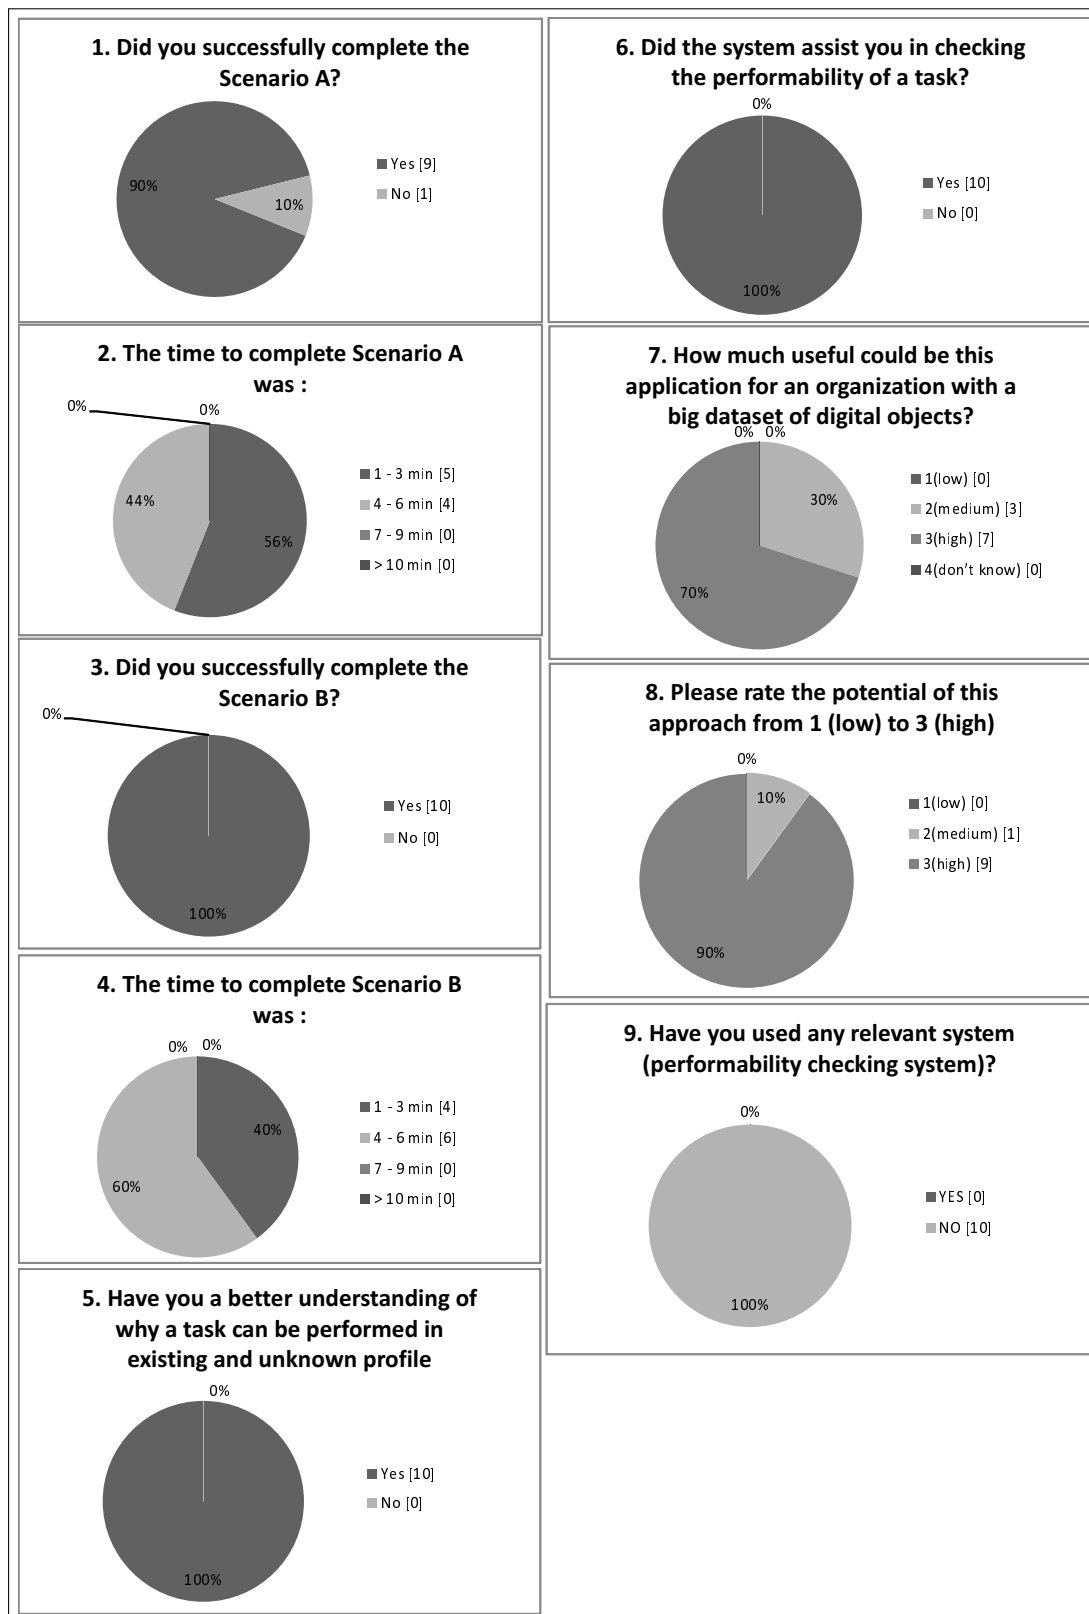 1. Did you successfully complete the
Scenario A?
90%
10%
Yes [9]
No [1]
2. The time to complete Scenario A
was :
0%
0%
44%
56%
1 - 3 min [5]
4 - 6 min [4]
7 - 9 min [0]
> 10 min [0]
3. Did you successfully complete the
Scenario B?
0%
100%
Yes [10]
No [0]
4. The time to complete Scenario B
was :
0%
0%
40%
60%
1 - 3 min [4]
4 - 6 min [6]
7 - 9 min [0]
> 10 min [0]
5. Have you a better understanding of
why a task can be performed in
existing and unknown profile
0%
100%
Yes [10]
No [0]
6. Did the system assist you in checking
the performability of a task?
0%
100%
Yes [10]
No [0]
7. How much useful could be this
application for an organization with a
big dataset of digital objects?
0%
0%
30%
70%
1(low) [0]
2(medium) [3]
3(high) [7]
4(don't know) [0]
8. Please rate the potential of this
approach from 1 (low) to 3 (high)
0%
10%
90%
1(low) [0]
2(medium) [1]
3(high) [9]
9. Have you used any relevant system
(performability checking system)?
0%
100%
YES [0]
NO [10]